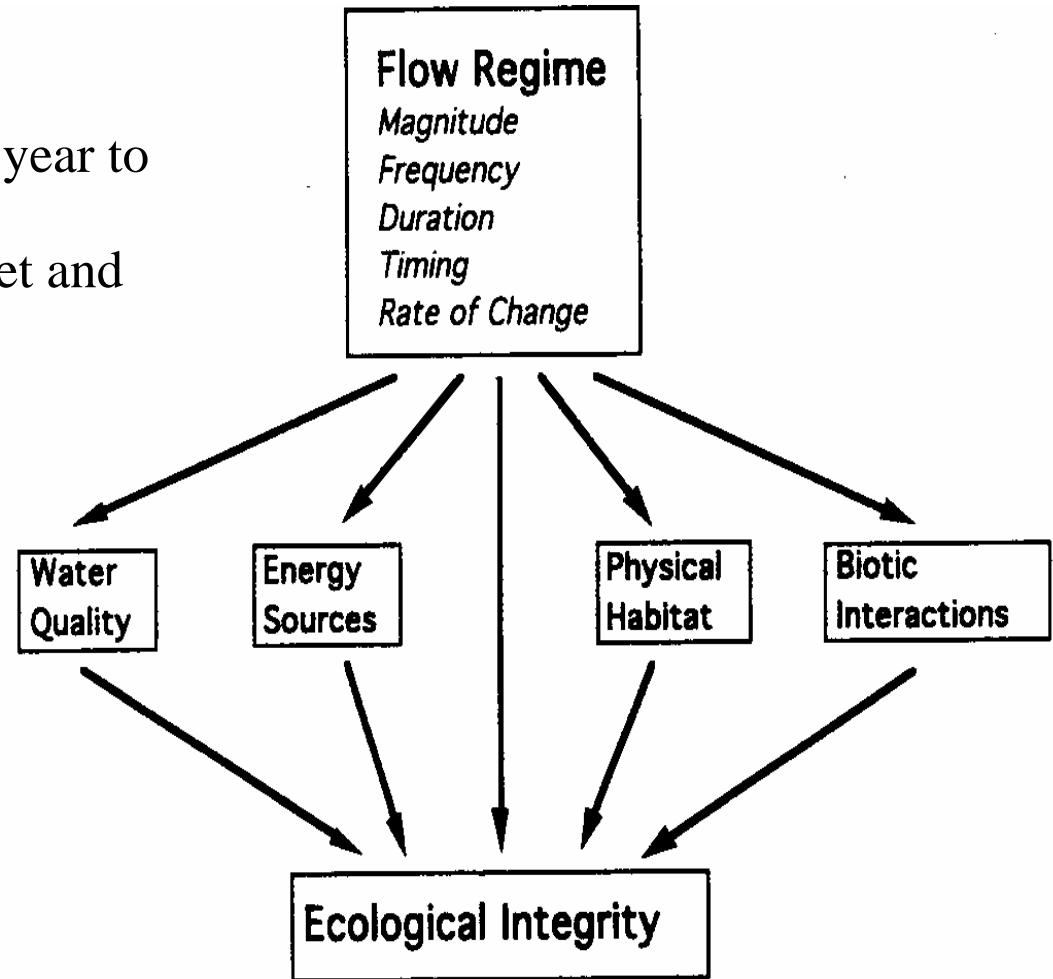 Flow Regime
Magnitude
Frequency
Duration
Timing
Rate of Change
year to
and
Water
Quality
Energy
Sources
Physical
Habitat
Biotic
Interactions
Ecological Integrity